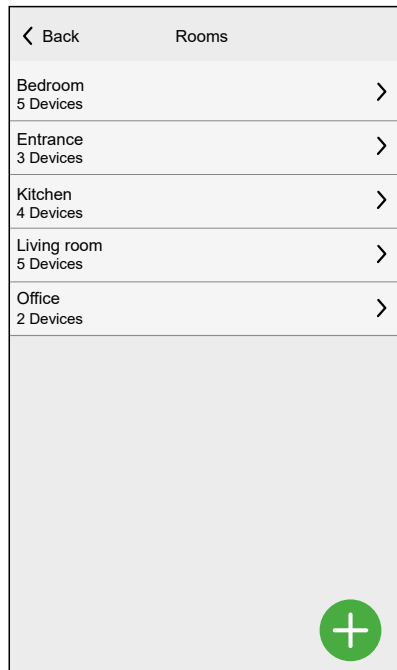 Back Rooms
Bedroom
5 Devices
Entrance
3 Devices
Kitchen
4 Devices
Living room
5 Devices
Office
2 Devices